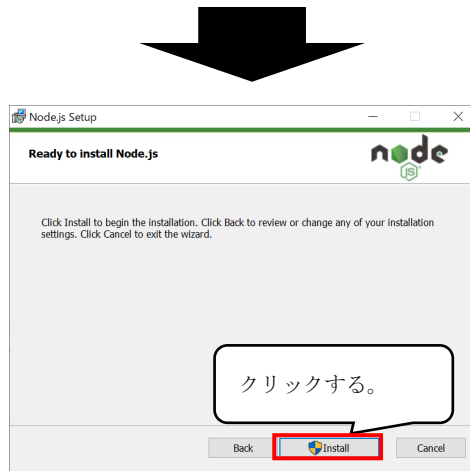 Node.js Setup
Ready to install Node.js
node
JS
Click Install to begin the installation. Click Back to review or change any of your installation
settings. Click Cancel to exit the wizard.
クリックする。
Back
Install
Cancel